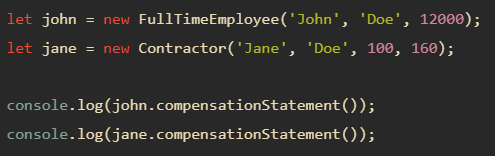 let john = new FullTimeEmployee('John', 'Doe', 12000);
let jane = new Contractor('Jane', 'Doe', 100, 160);
console.log(john.compensationStatement());
console.log(jane.compensationStatement());